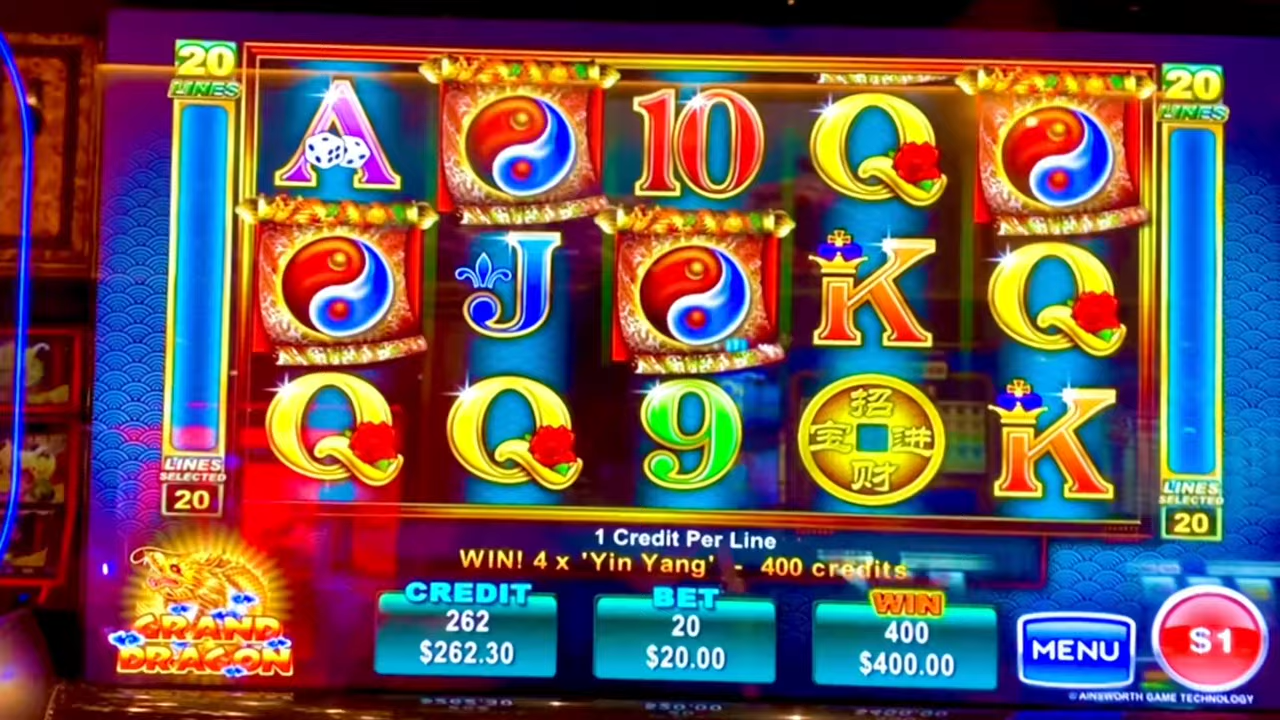 20
LINES
20
LINES
A
10
Q
J
K
Q
Q
Q
9
招
宝 进
财
K
LINES
SELECTED
20
LINES
SELECTED
20
1 Credit Per Line
WIN! 4 x 'Yin Yang' - 400 credits
GRAND
DRAGON
CREDIT
262
$262.30
BET
20
$20.00
WIN
400
$400.00
MENU
$1
© AINSWORTH GAME TECHNOLOGY